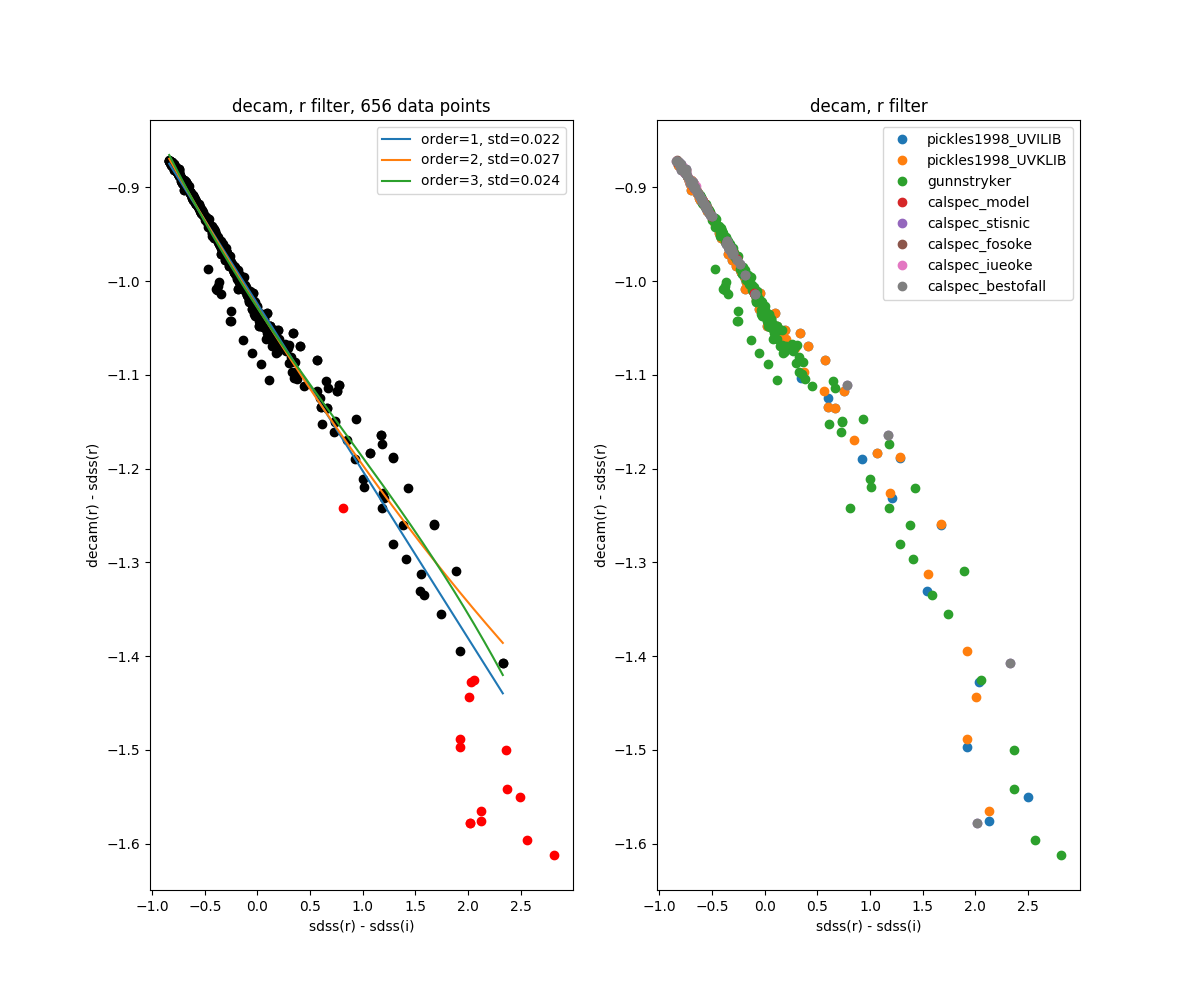 decam, r filter, 656 data points
order=1, std=0.022
order=2, std=0.027
order=3, std=0.024
−0.9
−1.0
−1.1
−1.2
−1.3
−1.4
−1.5
−1.6
decam(r) - sdss(r)
−1.0 −0.5 0.0 0.5 1.0 1.5 2.0 2.5
sdss(r) - sdss(i)
decam, r filter
pickles1998_UVILIB
pickles1998_UVKLIB
gunnstryker
calspec_model
calspec_stisnic
calspec_fosoke
calspec_iueoke
calspec_bestofall
−0.9
−1.0
−1.1
−1.2
−1.3
−1.4
−1.5
−1.6
decam(r) - sdss(r)
−1.0 −0.5 0.0 0.5 1.0 1.5 2.0 2.5
sdss(r) - sdss(i)